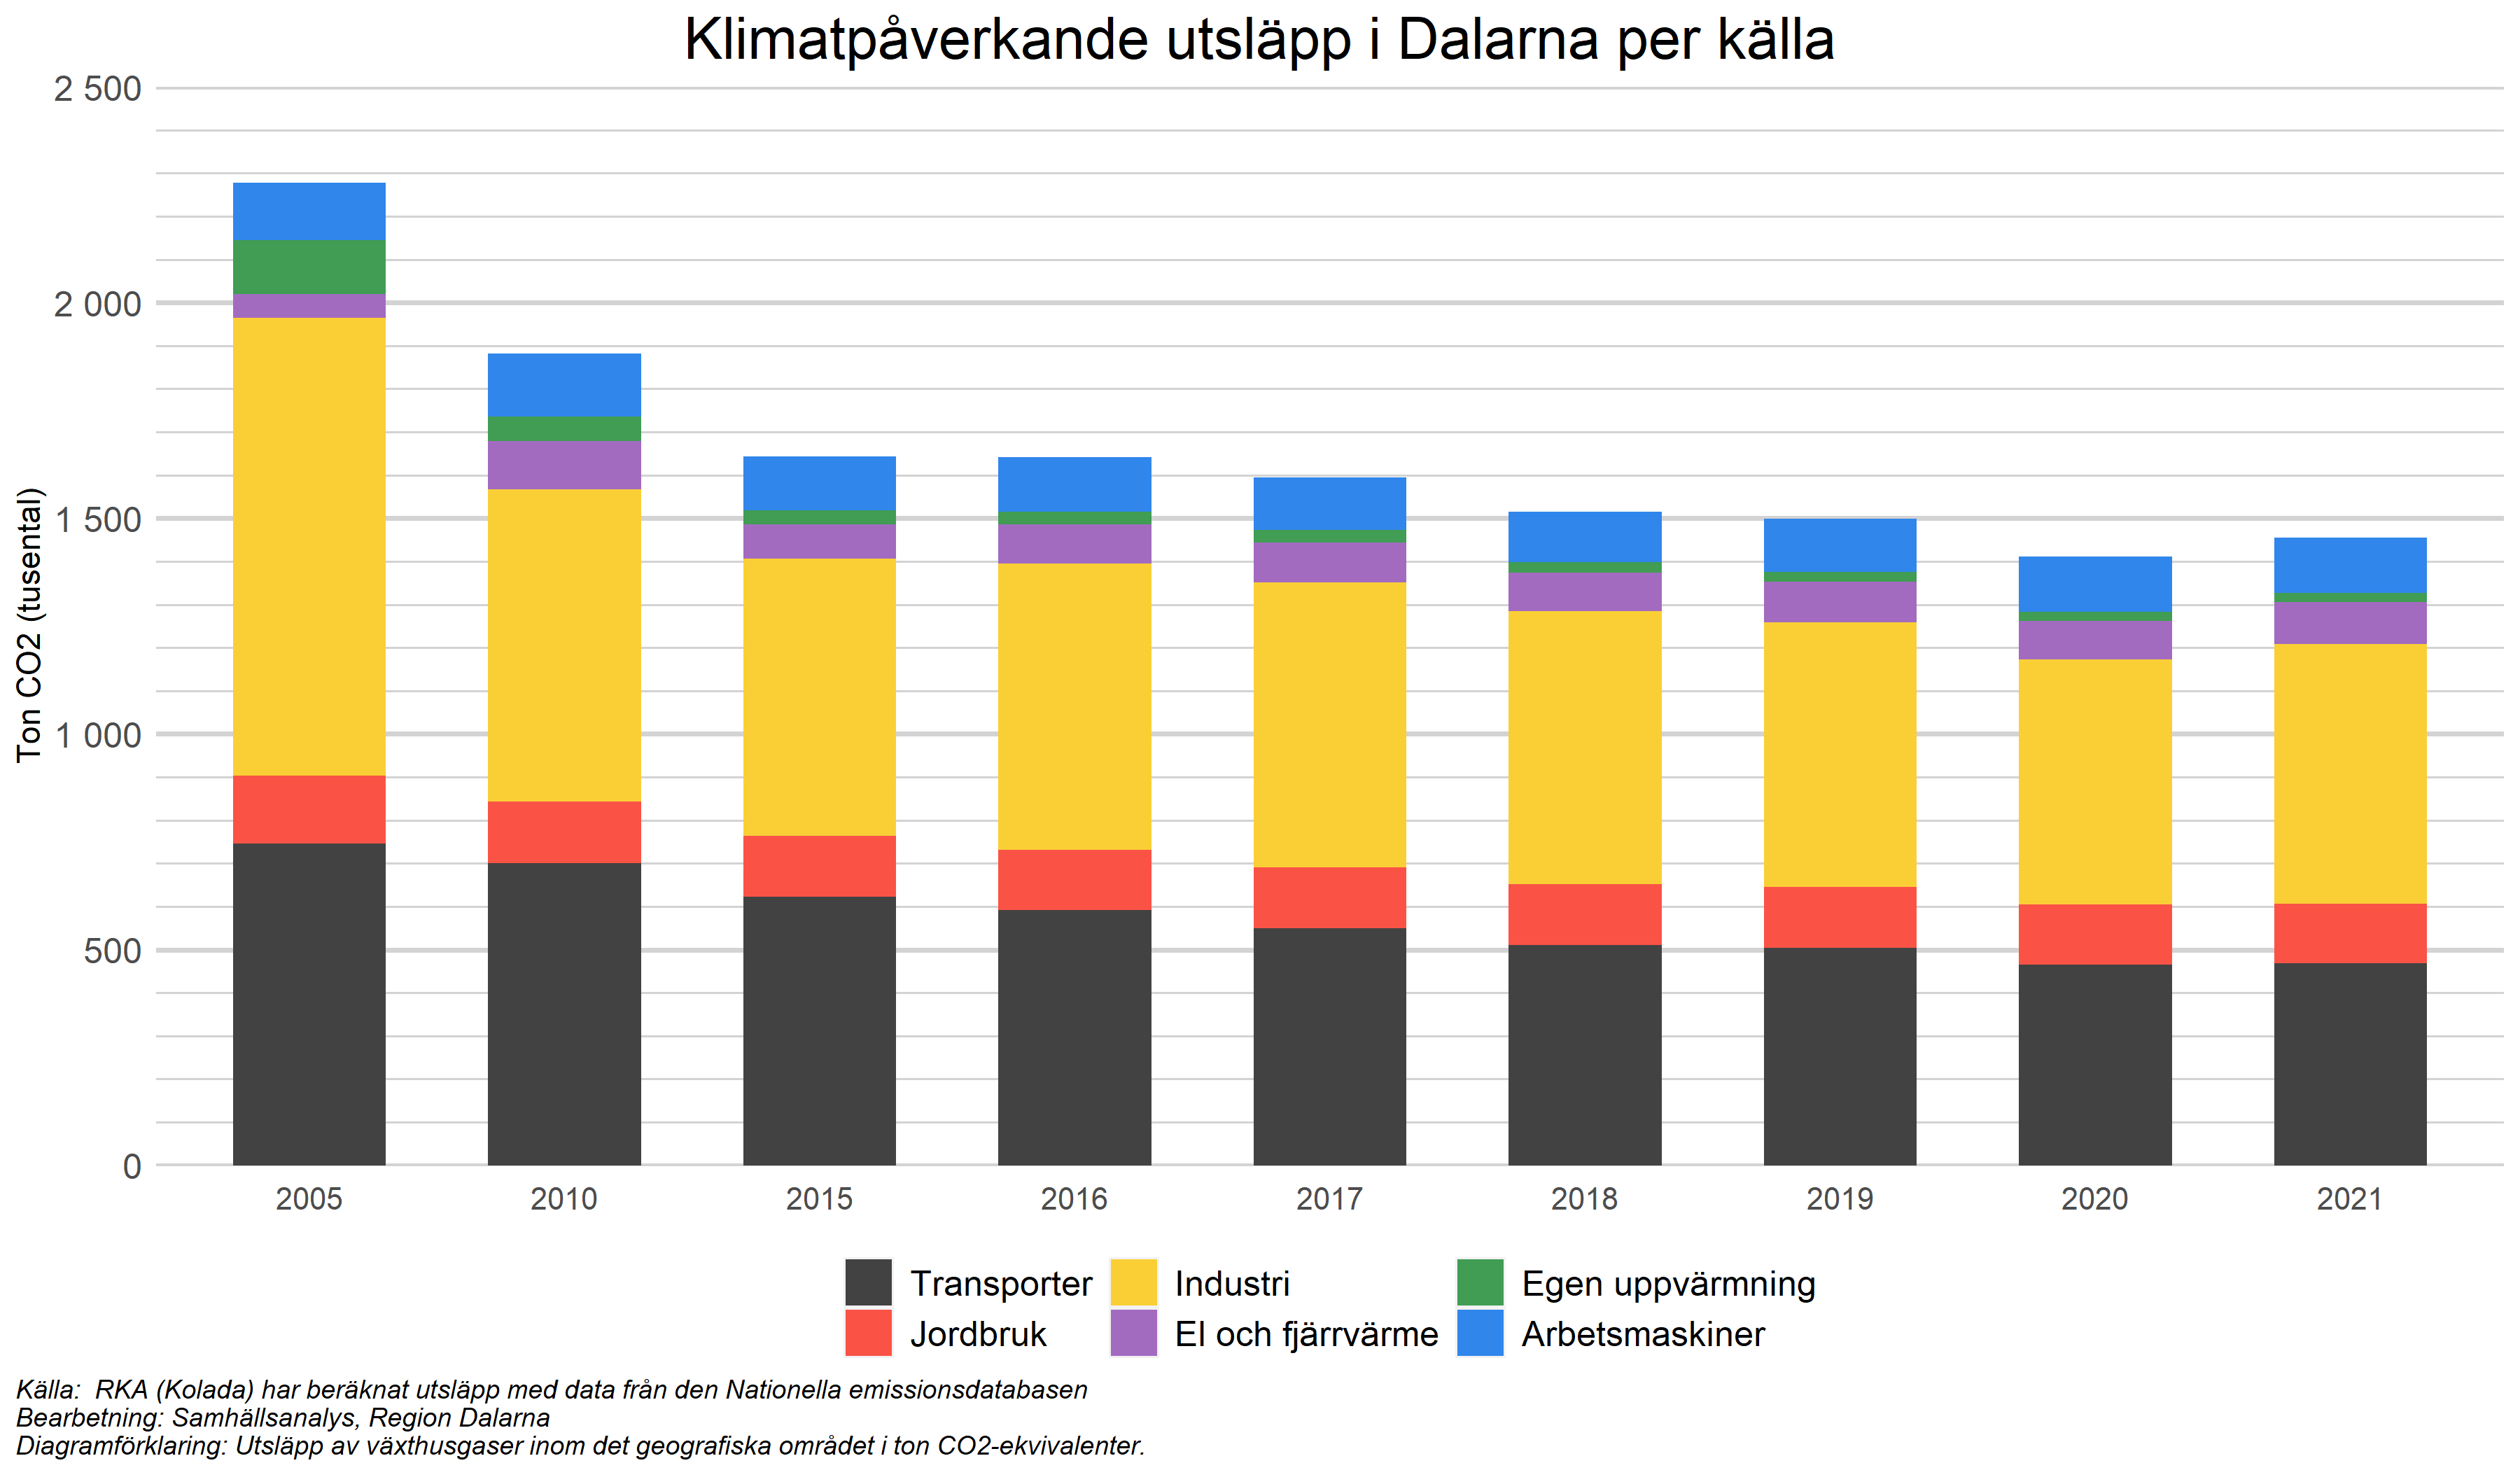 Klimatpåverkande utsläpp i Dalarna per källa
Ton CO2 (tusental)
2 500
2 000
1 500
1 000
500
0
2005 2010 2015 2016 2017 2018 2019 2020 2021
Transporter Industri Egen uppvärmning
Jordbruk El och fjärrvärme Arbetsmaskiner
Källa: RKA (Kolada) har beräknat utsläpp med data från den Nationella emissionsdatabasen
Bearbetning: Samhällsanalys, Region Dalarna
Diagramförklaring: Utsläpp av växthusgaser inom det geografiska området i ton CO2-ekvivalenter.